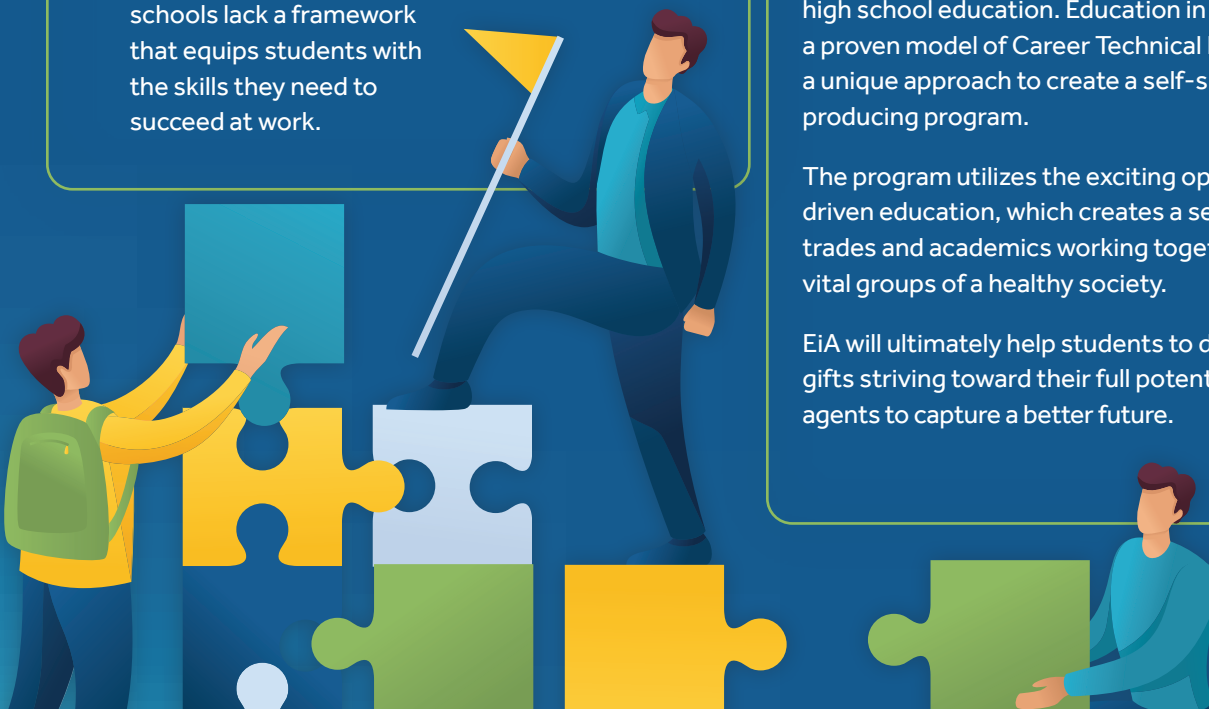 schools lack a framework
that equips students with
the skills they need to
succeed at work.
high school education. Education in
a proven model of Career Technical
a unique approach to create a self-s
producing program.
The program utilizes the exciting op
driven education, which creates a se
trades and academics working toget
vital groups of a healthy society.
EiA will ultimately help students to d
gifts striving toward their full potent
agents to capture a better future.